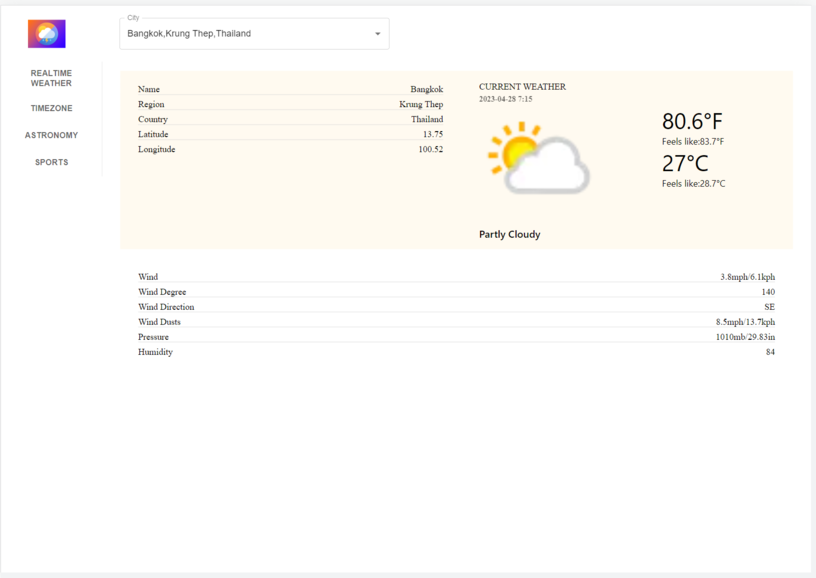 City
Bangkok,Krung Thep,Thailand
REALTIME
WEATHER
TIMEZONE
ASTRONOMY
SPORTS
Name Bangkok
Region Krung Thep
Country Thailand
Latitude 13.75
Longitude 100.52
CURRENT WEATHER
2023-04-28 7:15
80.6°F
Feels like:83.7°F
27°C
Feels like:28.7°C
Partly Cloudy
Wind 3.8mph/6.1kph
Wind Degree 140
Wind Direction SE
Wind Dusts 8.5mph/13.7kph
Pressure 1010mb/29.83in
Humidity 84